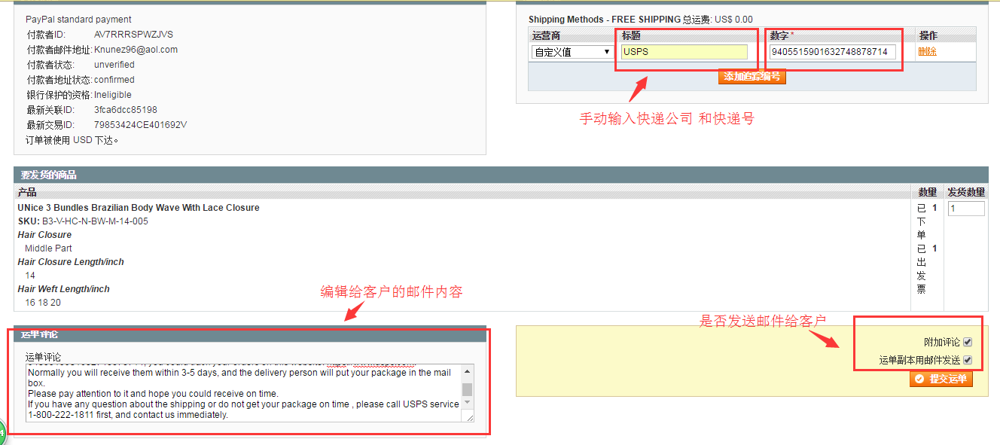 PayPal standard payment
付款者ID: AV7RRRSPWZJVS
付款者邮件地址: Knunez96@aol.com
付款者状态: unverified
付款者地址状态: confirmed
银行保护的资格: Ineligible
最新关联ID: 3fca6dcc85198
最新交易ID: 79853424CE401692V
订单被使用 USD 下达。
Shipping Methods - FREE SHIPPING 总运费: US$ 0.00
运营商 标题 数字 * 操作
自定义值 USPS 9405515901632748878714 删除
添加追踪编号
手动输入快递公司 和快递号
要发货的商品
产品 数量 发货数量
UNice 3 Bundles Brazilian Body Wave With Lace Closure
SKU: B3-V-HC-N-BW-M-14-005
Hair Closure
Middle Part
Hair Closure Length/inch
14
Hair Weft Length/inch
16 18 20
已下单 1
已出发票 1
1
编辑给客户的邮件内容
是否发送邮件给客户
运单评论
运单评论
Normally you will receive them within 3-5 days, and the delivery person will put your package in the mail
box.
Please pay attention to it and hope you could receive on time.
If you have any question about the shipping or do not get your package on time , please call USPS service
1-800-222-1811 first, and contact us immediately.
附加评论
运单副本用邮件发送
提交运单